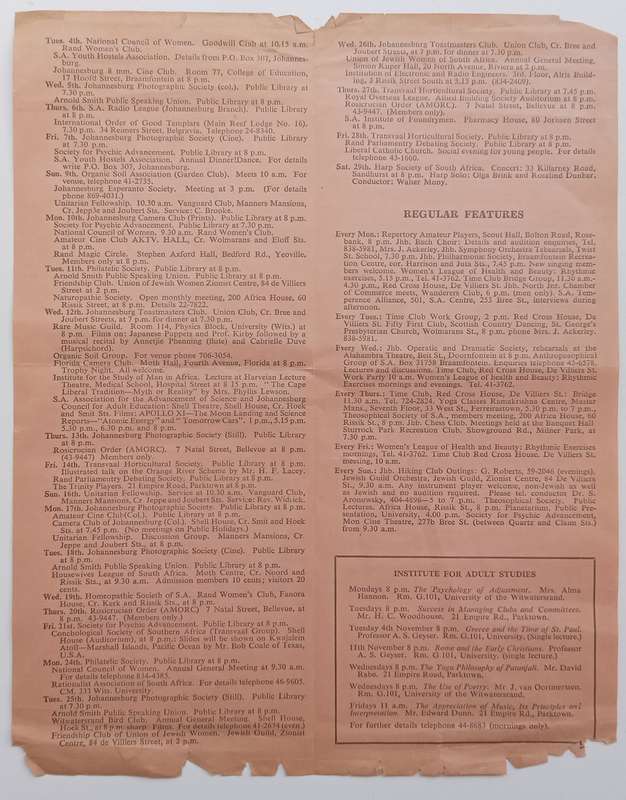 Tues. 4th. National Council of Women. Goodwill Club at 10.15 a.m.
Rand Women's Club.
S.A. Youth Hostels Association. Details from P.O. Box 307, Johannes-
burg.
Johannesburg 8 mm. Cine Club. Room 77, College of Education,
17 Hoofd Street, Braamfontein at 8 p.m.
Wed. 5th. Johannesburg Photographic Society (col.). Public Library at
7.30 p.m.
Arnold Smith Public Speaking Union. Public Library at 8 p.m.
Thurs. 6th. S.A. Radio League (Johannesburg Branch). Public Library
at 8 p.m.
International Order of Good Templars (Main Reef Lodge No. 16).
7.30 p.m. 34 Reimers Street, Belgravia. Telephone 24-8340.
Fri. 7th. Johannesburg Photographic Society (Cine). Public Library
at 7.30 p.m.
Society for Psychic Advancement. Public Library at 8 p.m.
S.A. Youth Hostels Association. Annual Dinner/Dance. For details
write P.O. Box 307, Johannesburg.
Sun. 9th. Organic Soil Association (Garden Club). Meets 10 a.m. For
venue, telephone 41-2735.
Johannesburg Esperanto Society. Meeting at 3 p.m. (For details
phone 869-4031.)
Unitarian Fellowship. 10.30 a.m. Vanguard Club, Manners Mansions,
Cr. Jeppe and Joubert Sts. Service: C. Brooke.
Mon. 10th. Johannesburg Camera Club (Prints). Public Library at 8 p.m.
Society for Psychic Advancement. Public Library at 7.30 p.m.
National Council of Women. 9.30 a.m. Rand Women's Club.
Amateur Cine Club AKTV. HALL, Cr. Wolmarans and Eloff Sts.
at 8 p.m.
Rand Magic Circle. Stephen Axford Hall, Bedford Rd., Yeoville.
Members only at 8 p.m.
Tues. 11th. Philatelic Society. Public Library at 8 p.m.
Arnold Smith Public Speaking Union. Public Library at 8 p.m.
Friendship Club. Union of Jewish Women Zionist Centre, 84 de Villiers
Street at 2 p.m.
Naturopathic Society. Open monthly meeting, 200 Africa House, 60
Rissik Street, at 8 p.m. Details 22-7822.
Wed. 12th. Johannesburg Toastmasters Club. Union Club, Cr. Bree and
Joubert Streets, at 7 p.m. for dinner at 7.30 p.m.
Rare Music Guild. Room 114, Physics Block, University (Wits.) at
8 p.m. Films on: Japanese Puppets and Prof. Kirby followed by a
musical recital by Annetjie Phenning (flute) and Gabrielle Duve
(Harpsichord).
Organic Soil Group. For venue phone 706-3054.
Florida Camera Club. Moth Hall, Fourth Avenue, Florida at 8 p.m.
Trophy Night. All welcome.
Institute for the Study of Man in Africa. Lecture at Harveian Lecture
Theatre, Medical School, Hospital Street at 8 15 p.m. "The Cape
Liberal Tradition—Myth or Reality" by Mrs. Phyllis Lewson.
S.A. Association for the Advancement of Science and Johannesburg
Council for Adult Education: Shell Theatre, Shell House, Cr. Hoek
and Smit Sts. Film: APOLLO XI—The Moon Landing and Science
Reports—"Atomic Energy" and "Tomorrow Cars". 1 p.m., 5.15 p.m.
5.30 p.m., 6.30 p.m. and 8 p.m.
Thurs. 13th. Johannesburg Photographic Society (Still). Public Library
at 8 p.m.
Rosicrucian Order (AMORC). 7 Natal Street, Bellevue at 8 p.m.
(43-9447) Members only.
Fri. 14th. Transvaal Horticultural Society. Public Library at 8 p.m.
Illustrated talk on the Orange River Scheme by Mr. H. F. Lacey.
Rand Parliamentary Debating Society. Public Library at 8 p.m.
The Trinity Players. 21 Empire Road, Parktown at 8 p.m.
Sun. 16th. Unitarian Fellowship. Service at 10.30 a.m. Vanguard Club,
Manners Mansions, Cr Jeppe and Joubert Sts. Service: Rev. Widdicks.
Mon. 17th. Johannesburg Photographic Society. Public Library at 8 p.m.
Amateur Cine Club(Col.). Public Library at 8 p.m.
Camera Club of Johannesburg (Col.). Shell House, Cr. Smit and Hoek
Sts. at 7.45 p.m. (No meetings on Public Holidays.)
Unitarian Fellowship. Discussion Group. Manners Mansions, Cr.
Jeppe and Joubert Sts., at 8 p.m.
Tues. 18th. Johannesburg Photographic Society (Cine). Public Library
at 8 p.m.
Arnold Smith Public Speaking Union. Public Library at 8 p.m.
Housewives League of South Africa. Moth Centre, Cr. Noord and
Rissik Sts., at 9.30 a.m. Admission members 10 cents; visitors 20
cents.
Wed. 19th. Homeopathic Society of S.A. Rand Women's Club, Fanora
House, Cr. Kerk and Rissik Sts., at 8 p.m.
Thurs. 20th. Rosicrucian Order (AMORC) 7 Natal Street, Bellevue, at
8 p.m. 43-9447. (Members only.)
Fri. 21st. Society for Psychic Advancement. Public Library at 8 p.m.
Conchological Society of Southern Africa (Transvaal Group). Shell
House (Auditorium), at 8 p.m.: Slides will be shown on Kwajalein
Atoll—Marshall Islands, Pacific Ocean by Mr. Bob Coale of Texas,
U.S.A.
Mon. 24th. Philatelic Society. Public Library at 8 p.m.
National Council of Women. Annual General Meeting at 9.30 a.m.
For details telephone 834-4385.
Rationalist Association of South Africa. For details telephone 46-5605.
CM. 331 Wits. University.
Tues. 25th. Johannesburg Photographic Society (Still). Public Library
at 7.30 p.m.
Arnold Smith Public Speaking Union. Public Library at 8 p.m.
Witwatersrand Bird Club. Annual General Meeting. Shell House,
Hoek St., at 8 p.m. sharp. Films. For details telephone 41-2634 (evns.)
Friendship Club of Union of Jewish Women. Jewish Guild, Zionist
Centre, 84 de Villiers Street, at 2 p.m.
Wed. 26th. Johannesburg Toastmasters Club. Union Club, Cr. Bree and
Joubert Streets, at 7 p.m. for dinner at 7.30 p.m.
Union of Jewish Women of South Africa. Annual General Meeting,
Simon Kuper Hall, 20 North Avenue, Riviera at 2 p.m.
Institution of Electronic and Radio Engineers. 3rd. Floor, Alris Build-
ing, 3 Rissik Street South at 5.15 p.m. (834-2409).
Thurs. 27th. Transvaal Horticultural Society. Public Library at 7.45 p.m.
Royal Overseas League. Allied Building Society Auditorium at 8 p.m.
Rosicrucian Order (AMORC). 7 Natal Street, Bellevue at 8 p.m.
43-9447. (Members only).
S.A. Institute of Foundrymen. Pharmacy House, 80 Jorissen Street
at 8 p.m.
Fri. 28th. Transvaal Horticultural Society. Public Library at 8 p.m.
Rand Parliamentary Debating Society. Public Library at 8 p.m.
Liberal Catholic Church. Social evening for young people. For details
telephone 43-1660.
Sat. 29th. Harp Society of South Africa. Concert: 33 Killarney Road,
Sandhurst at 8 p.m. Harp Solo: Olga Brink and Rosalind Dunker.
Conductor: Walter Mony.
REGULAR FEATURES
Every Mon.: Repertory Amateur Players, Scout Hall, Bolton Road, Rose-
bank, 8 p.m. Jhb. Bach Choir: Details and audition enquiries, Tel.
838-5981, Mrs. J. Ackerley. Jhb. Symphony Orchestra Rehearsals, Twist
St. School, 7.30 p.m. Jhb. Philharmonic Society, Braamfontein Recrea-
tion Centre, cor. Harrison and Juta Sts., 7.45 p.m. New singing mem-
bers welcome. Women's League of Health and Beauty: Rhythmic
exercises, 5.15 p.m., Tel. 41-3762. Time Club Bridge Group, 11.30 a.m.-
4.30 p.m., Red Cross House, De Villiers St. Jhb. North Jnr. Chamber
of Commerce meets, Wanderers Club, 6 p.m. (men only). S.A. Tem-
perance Alliance, 501, S.A. Centre, 253 Bree St., interviews during
afternoon.
Every Tues.: Time Club Work Group, 2 p.m. Red Cross House, De
Villiers St. Fifty First Club, Scottish Country Dancing, St. George's
Presbyterian Church, Wolmarans St., 8 p.m. phone Mrs. J. Ackerley.
838-5981.
Every Wed.: Jhb. Operatic and Dramatic Society, rehearsals at the
Alahambra Theatre, Beit St., Doornfontein at 8 p.m. Anthroposophical
Group of S.A. Box 31759 Braamfontein. Enquiries Telephone 43-6578.
Lectures and discussions. Time Club, Red Cross House, De Villiers St.
Work Party 10 a.m. Women's League of Health and Beauty: Rhythmic
Exercises mornings and evenings. Tel. 41-3762.
Every Thurs.: Time Club, Red Cross House, De Villiers St.: Bridge
11.30 a.m. Tel. 724-2824. Yoga Classes Ramakrishna Centre, Master
Mans., Seventh Floor, 13 West St., Ferreirastown, 5.30 p.m. to 7 p.m.,
Theosophical Society of S.A., members meeting, 200 Africa House, 60
Rissik St., 8 p.m. Jhb. Chess Club. Meetings held at the Banquet Hall
Sturrock Park Recreation Club, Showground Rd., Milner Park, at
7.30 p.m.
Every Fri.: Women's League of Health and Beauty: Rhythmic Exercises
mornings, Tel. 41-3762. Time Club Red Cross House. De Villiers St.
meeting, 10 a.m.
Every Sun.: Jhb. Hiking Club Outings: G. Roberts, 59-2046 (evenings).
Jewish Guild Orchestra, Jewish Guild, Zionist Centre, 84 De Villiers
St., 9.30 a.m. Any instrument player welcome, non-Jewish as well
as Jewish and no audition required. Please tel. conductor Dr. S.
Aronowsky, 404-4696—5 to 7 p.m. Theosophical Society. Public
Lectures. Africa House, Rissik St., 8 p.m. Planetarium, Public Pre-
sentation, University, 4.00 p.m. Society for Psychic Advancement,
Mon Cine Theatre, 277b Bree St. (between Quartz and Claim Sts.)
from 9.30 a.m.
INSTITUTE FOR ADULT STUDIES
Mondays 8 p.m. The Psychology of Adjustment. Mrs. Alma
Hannon. Rm. G.101, University of the Witwatersrand.
Tuesdays 8 p.m. Success in Managing Clubs and Committees.
Mr. H. C. Woodhouse. 21 Empire Rd., Parktown.
Tuesday 4th November 8 p.m. Greece and the Time of St. Paul.
Professor A. S. Geyser. Rm. G.101, University. (Single lecture.)
11th November 8 p.m. Rome and the Early Christians. Professor
A. S. Geyser. Rm. G.101, University. (Single lecture).
Wednesdays 8 p.m. The Yoga Philosophy of Patanjali. Mr. David
Rabe. 21 Empire Road, Parktown.
Wednesdays 8 p.m. The Use of Poetry. Mr. J. van Oortmerssen.
Rm. G.101, University of the Witwatersrand.
Fridays 11 a.m. The Appreciation of Music, Its Principles and
Interpretation. Mr. Edward Dunn. 21 Empire Rd., Parktown.
For further details telephone 44-8683 (mornings only).